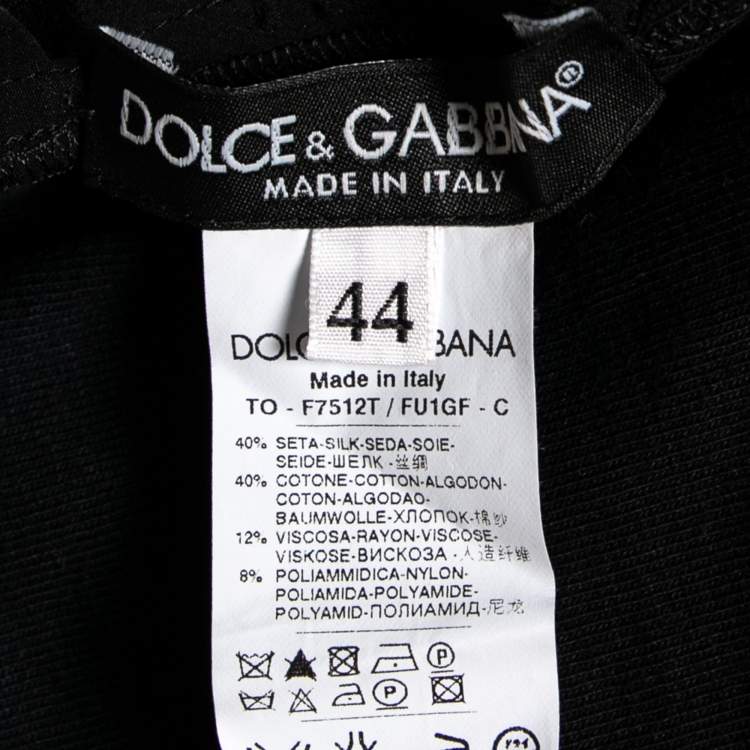 DOLCE & GABBANA®
MADE IN ITALY
44
DOL BANA
Made in Italy
TO - F7512T / FU1GF - C
40% SETA-SILK-SEDA-SOIE-
SEIDE-ШЕЛК-丝绸
40% COTONE-COTTON-ALGODON-
COTON-ALGODAO-
BAUMWOLLE-ХЛОПОК-棉纱
12% VISCOSA-RAYON-VISCOSE-
VISKOSE-ВИСКОЗА-人造纤维
8% POLIAMMIDICA-NYLON-
POLIAMIDA-POLYAMIDE-
POLYAMID-ПОЛИАМИД-尼龙
P
P